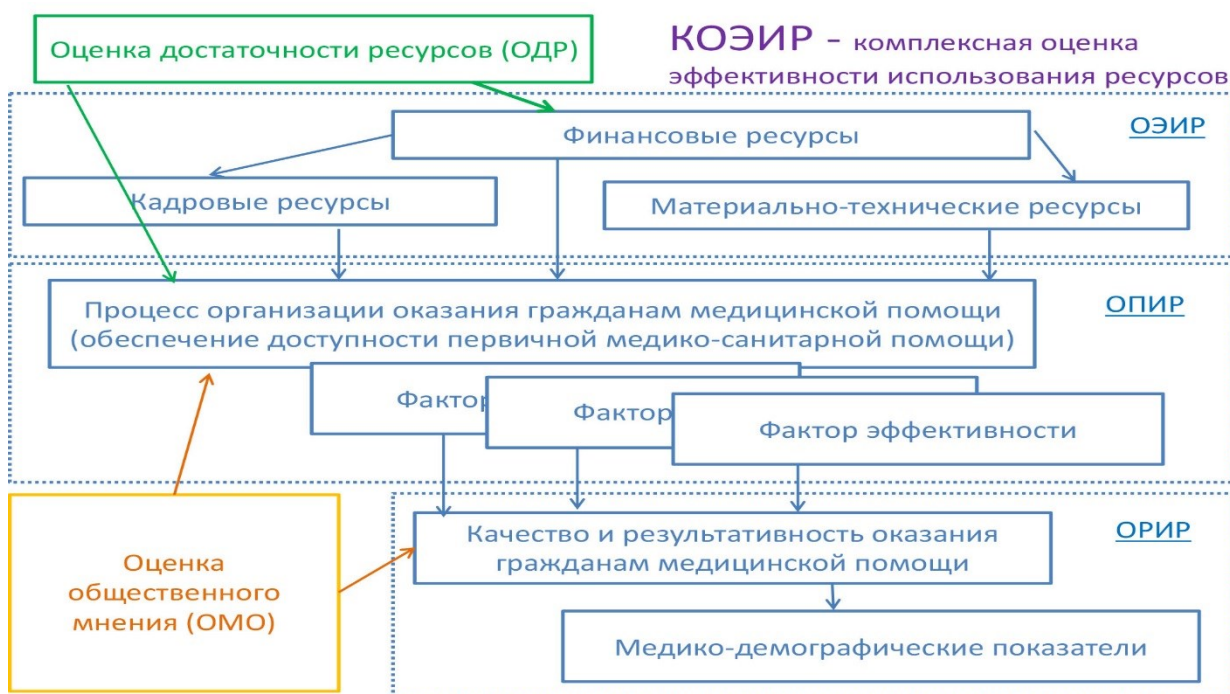 Оценка достаточности ресурсов (ОДР)
КОЭИР - комплексная оценка
эффективности использования ресурсов
ОЭИР
Финансовые ресурсы
Кадровые ресурсы
Материально-технические ресурсы
ОПИР
Процесс организации оказания гражданам медицинской помощи
(обеспечение доступности первичной медико-санитарной помощи)
Фактор
Фактор
Фактор эффективности
ОРИР
Качество и результативность оказания
гражданам медицинской помощи
Оценка
общественного
мнения (ОМО)
Медико-демографические показатели